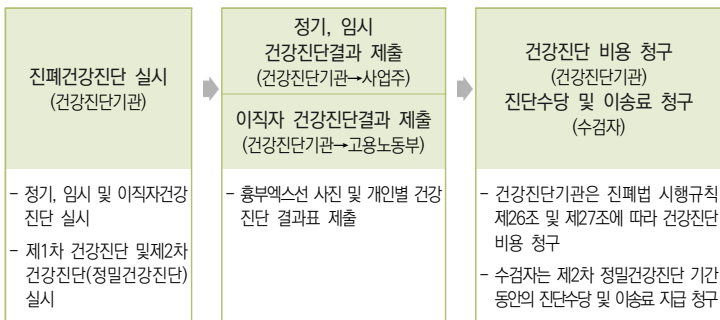 진폐건강진단 실시
(건강진단기관)
- 정기, 임시 및 이직자건강
진단 실시
- 제1차 건강진단 및제2차
건강진단(정밀건강진단)
실시
정기, 임시
건강진단결과 제출
(건강진단기관→사업주)
이직자 건강진단결과 제출
(건강진단기관→고용노동부)
- 흉부엑스선 사진 및 개인별 건강
진단 결과표 제출
건강진단 비용 청구
(건강진단기관)
진단수당 및 이송료 청구
(수검자)
- 건강진단기관은 진폐법 시행규칙
제26조 및 제27조에 따라 건강진단
비용 청구
- 수검자는 제2차 정밀건강진단 기간
동안의 진단수당 및 이송료 지급 청구